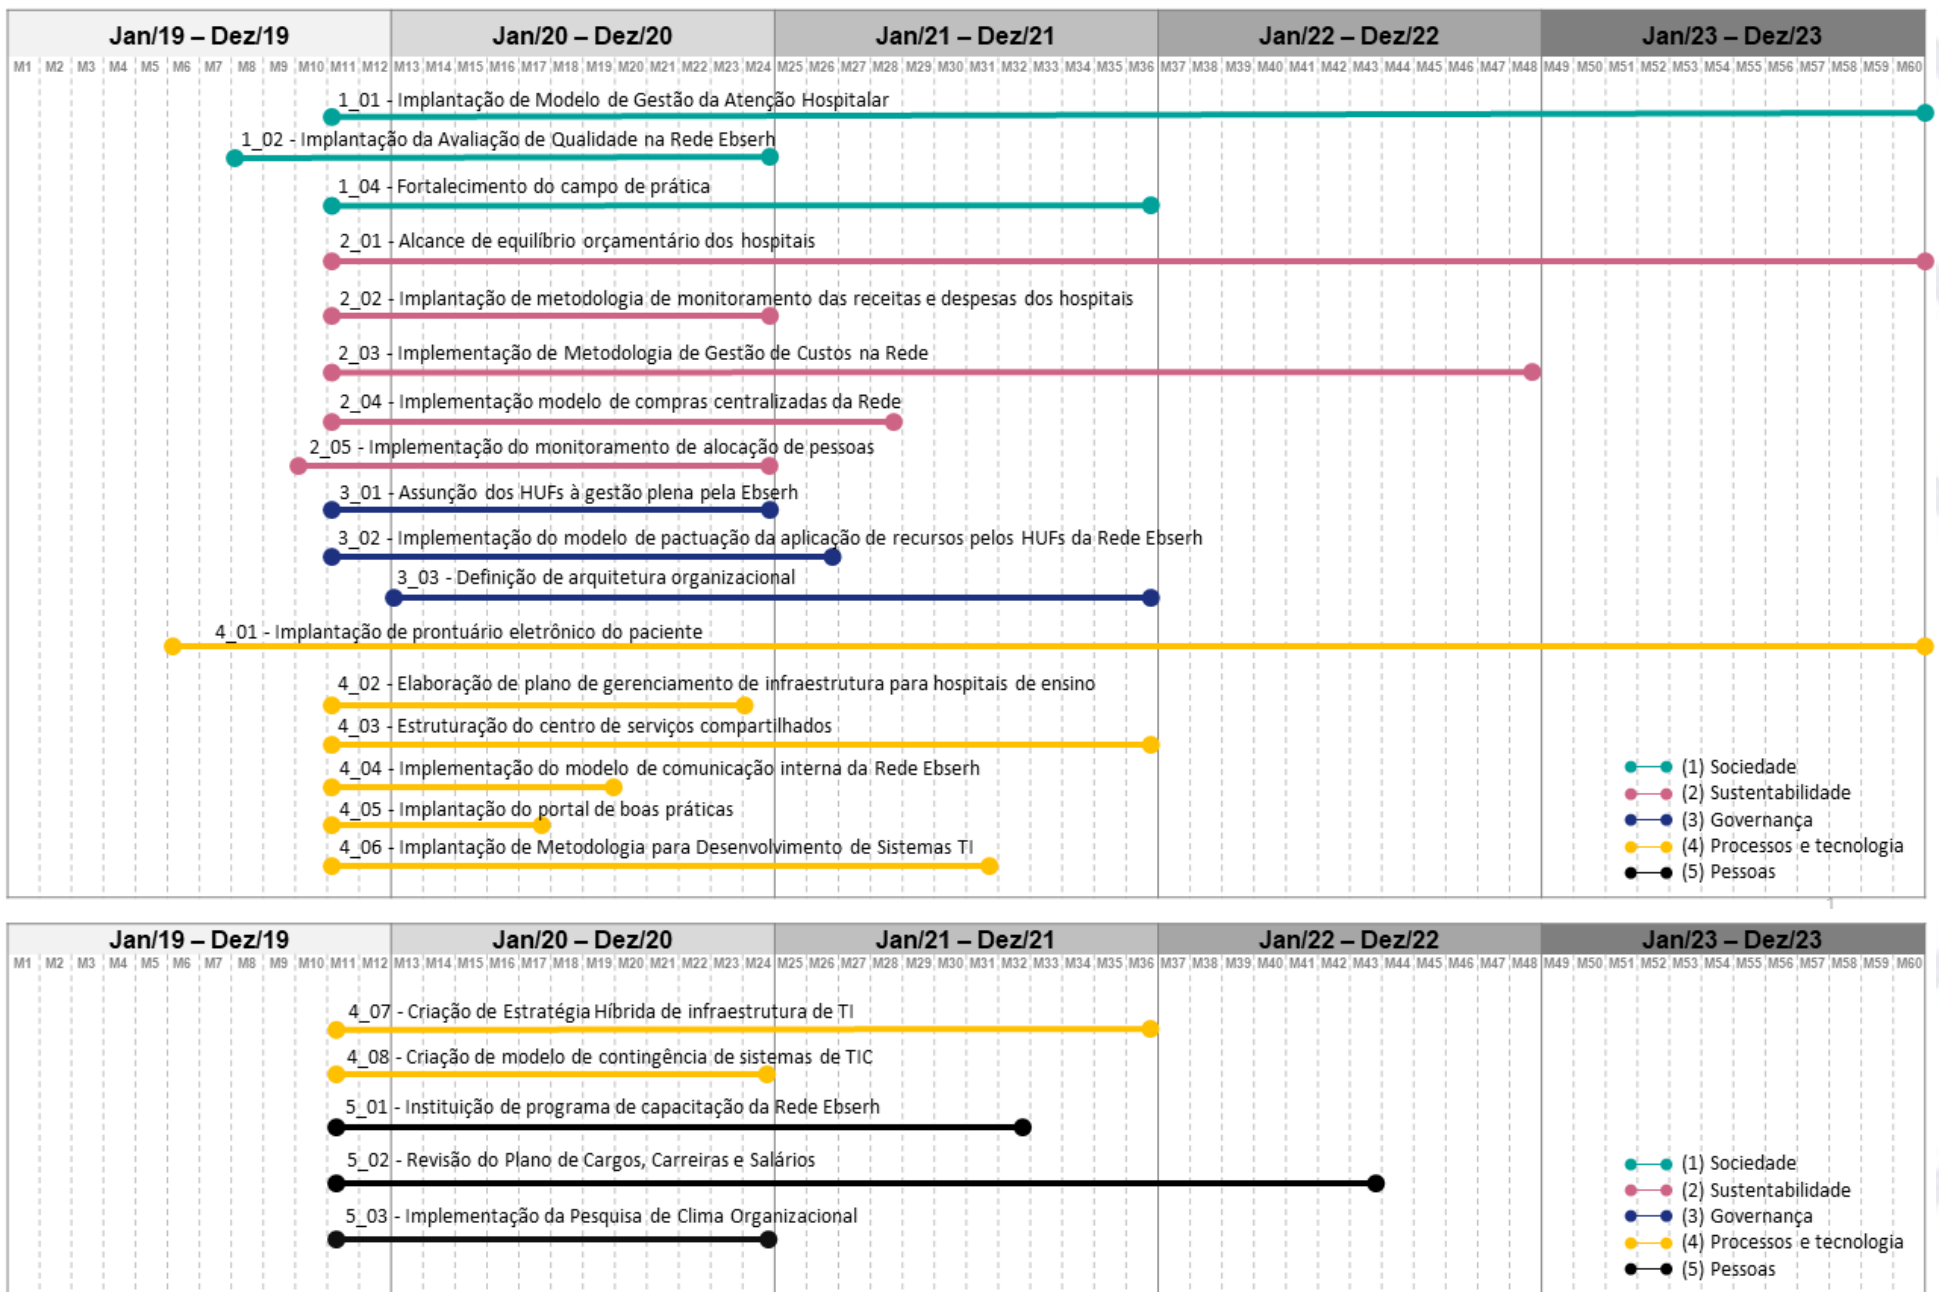 Jan/19 – Dez/19 Jan/20 – Dez/20 Jan/21 – Dez/21 Jan/22 – Dez/22 Jan/23 – Dez/23
M1 M2 M3 M4 M5 M6 M7 M8 M9 M10 M11 M12 M13 M14 M15 M16 M17 M18 M19 M20 M21 M22 M23 M24 M25 M26 M27 M28 M29 M30 M31 M32 M33 M34 M35 M36 M37 M38 M39 M40 M41 M42 M43 M44 M45 M46 M47 M48 M49 M50 M51 M52 M53 M54 M55 M56 M57 M58 M59 M60
1_01 - Implantação de Modelo de Gestão da Atenção Hospitalar
1_02 - Implantação da Avaliação de Qualidade na Rede Ebserh
1_04 - Fortalecimento do campo de prática
2_01 - Alcance de equilíbrio orçamentário dos hospitais
2_02 - Implantação de metodologia de monitoramento das receitas e despesas dos hospitais
2_03 - Implementação de Metodologia de Gestão de Custos na Rede
2_04 - Implementação modelo de compras centralizadas da Rede
2_05 - Implementação do monitoramento de alocação de pessoas
3_01 - Assunção dos HUFs à gestão plena pela Ebserh
3_02 - Implementação do modelo de pactuação da aplicação de recursos pelos HUFs da Rede Ebserh
3_03 - Definição de arquitetura organizacional
4_01 - Implantação de prontuário eletrônico do paciente
4_02 - Elaboração de plano de gerenciamento de infraestrutura para hospitais de ensino
4_03 - Estruturação do centro de serviços compartilhados
4_04 - Implementação do modelo de comunicação interna da Rede Ebserh
4_05 - Implantação do portal de boas práticas
4_06 - Implantação de Metodologia para Desenvolvimento de Sistemas TI
(1) Sociedade
(2) Sustentabilidade
(3) Governança
(4) Processos e tecnologia
(5) Pessoas
1
Jan/19 – Dez/19 Jan/20 – Dez/20 Jan/21 – Dez/21 Jan/22 – Dez/22 Jan/23 – Dez/23
M1 M2 M3 M4 M5 M6 M7 M8 M9 M10 M11 M12 M13 M14 M15 M16 M17 M18 M19 M20 M21 M22 M23 M24 M25 M26 M27 M28 M29 M30 M31 M32 M33 M34 M35 M36 M37 M38 M39 M40 M41 M42 M43 M44 M45 M46 M47 M48 M49 M50 M51 M52 M53 M54 M55 M56 M57 M58 M59 M60
4_07 - Criação de Estratégia Híbrida de infraestrutura de TI
4_08 - Criação de modelo de contingência de sistemas de TIC
5_01 - Instituição de programa de capacitação da Rede Ebserh
5_02 - Revisão do Plano de Cargos, Carreiras e Salários
5_03 - Implementação da Pesquisa de Clima Organizacional
(1) Sociedade
(2) Sustentabilidade
(3) Governança
(4) Processos e tecnologia
(5) Pessoas